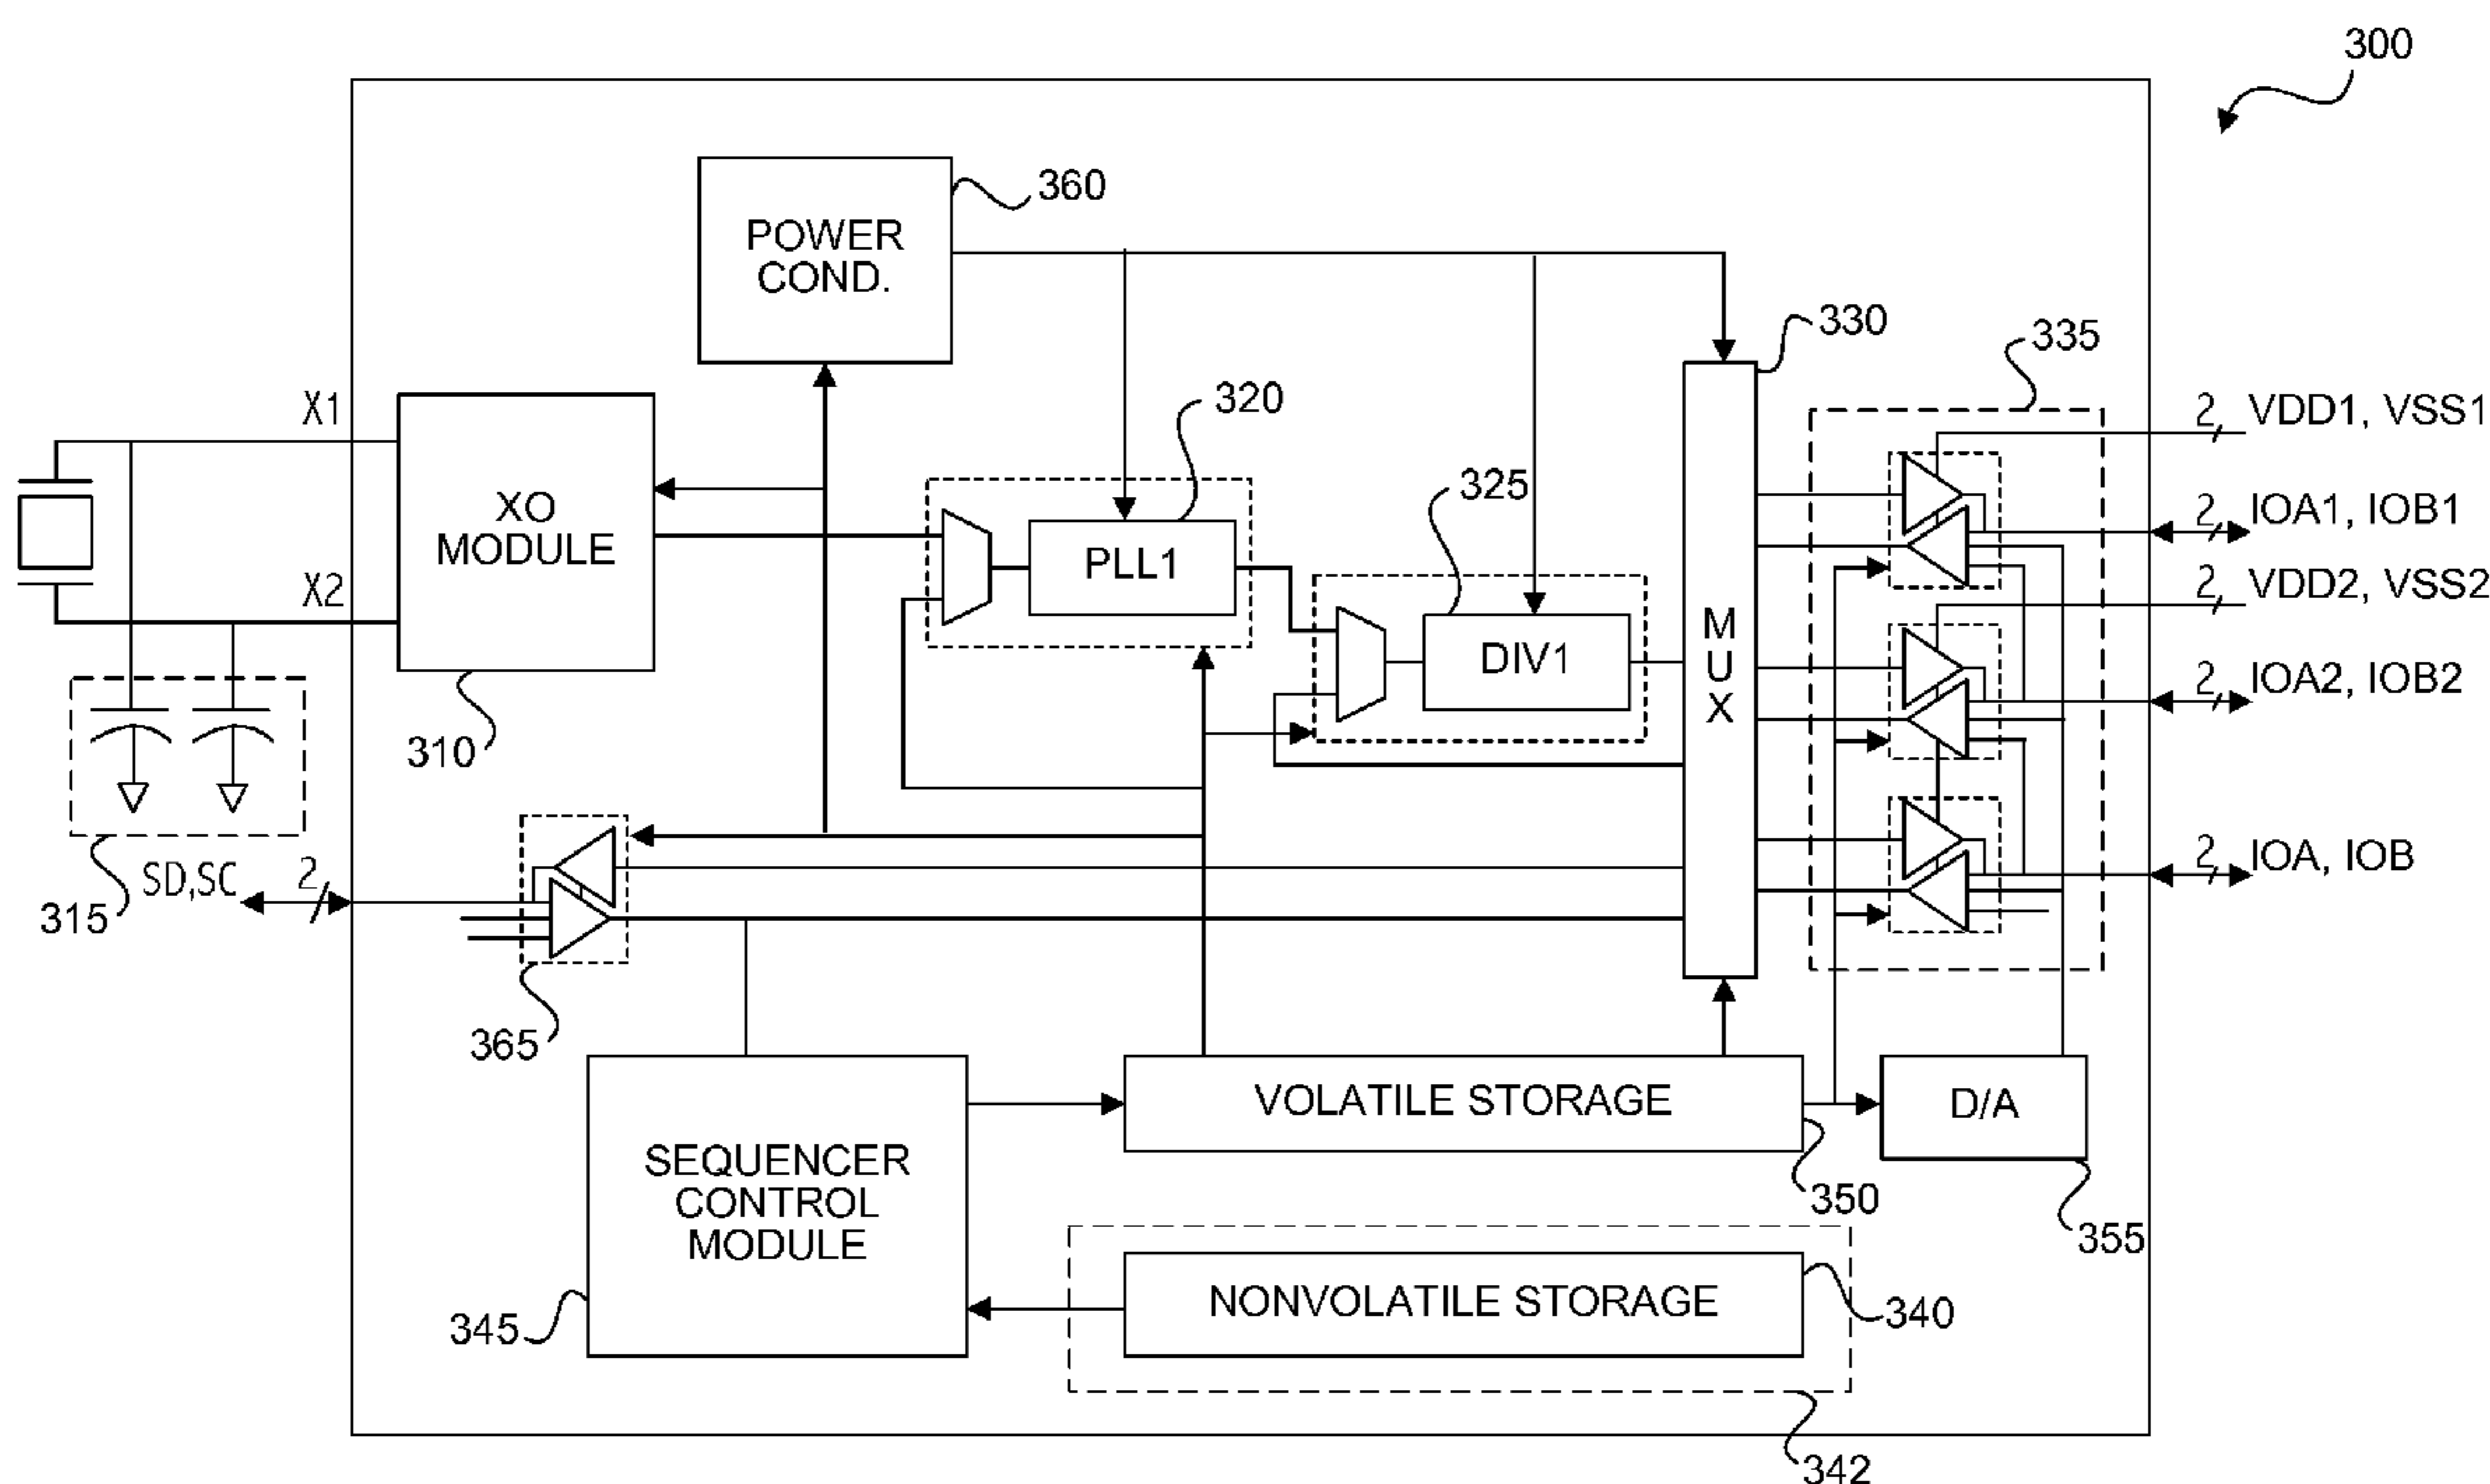 300
360
POWER
COND.
330
335
X1
320
2 VDD1, VSS1
XO
MODULE
325
2 IOA1, IOB1
PLL1
X2
2 VDD2, VSS2
M
U
X
DIV1
2 IOA2, IOB2
310
SD,SC 2
2 IOA, IOB
315
365
VOLATILE STORAGE
D/A
SEQUENCER
CONTROL
MODULE
350
355
NONVOLATILE STORAGE
345
340
342